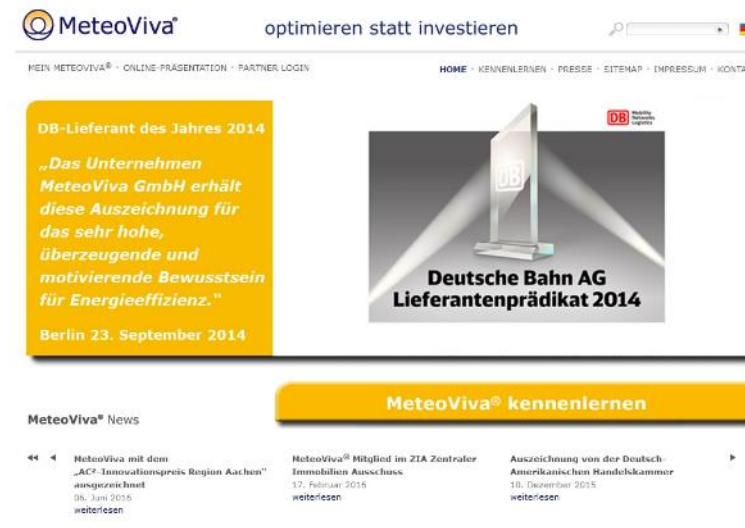 MeteoViva®
optimieren statt investieren
MEIN METEOVIVA® · ONLINE-PRÄSENTATION · PARTNER LOGIN
HOME · KENNENLERNEN · PRESSE · SITEMAP · IMPRESSUM · KONTA
DB-Lieferant des Jahres 2014
„Das Unternehmen
MeteoViva GmbH erhält
diese Auszeichnung für
das sehr hohe,
überzeugende und
motivierende Bewusstsein
für Energieeffizienz."
Berlin 23. September 2014
DB
Mobility
Networks
Logistics
DB
Deutsche Bahn AG
Lieferantenprädikat 2014
MeteoViva® kennenlernen
MeteoViva® News
MeteoViva mit dem
„AC²-Innovationspreis Region Aachen"
ausgezeichnet
06. Juni 2016
weiterlesen
MeteoViva® Mitglied im ZIA Zentraler
Immobilien Ausschuss
17. Februar 2016
weiterlesen
Auszeichnung von der Deutsch-
Amerikanischen Handelskammer
10. Dezember 2015
weiterlesen